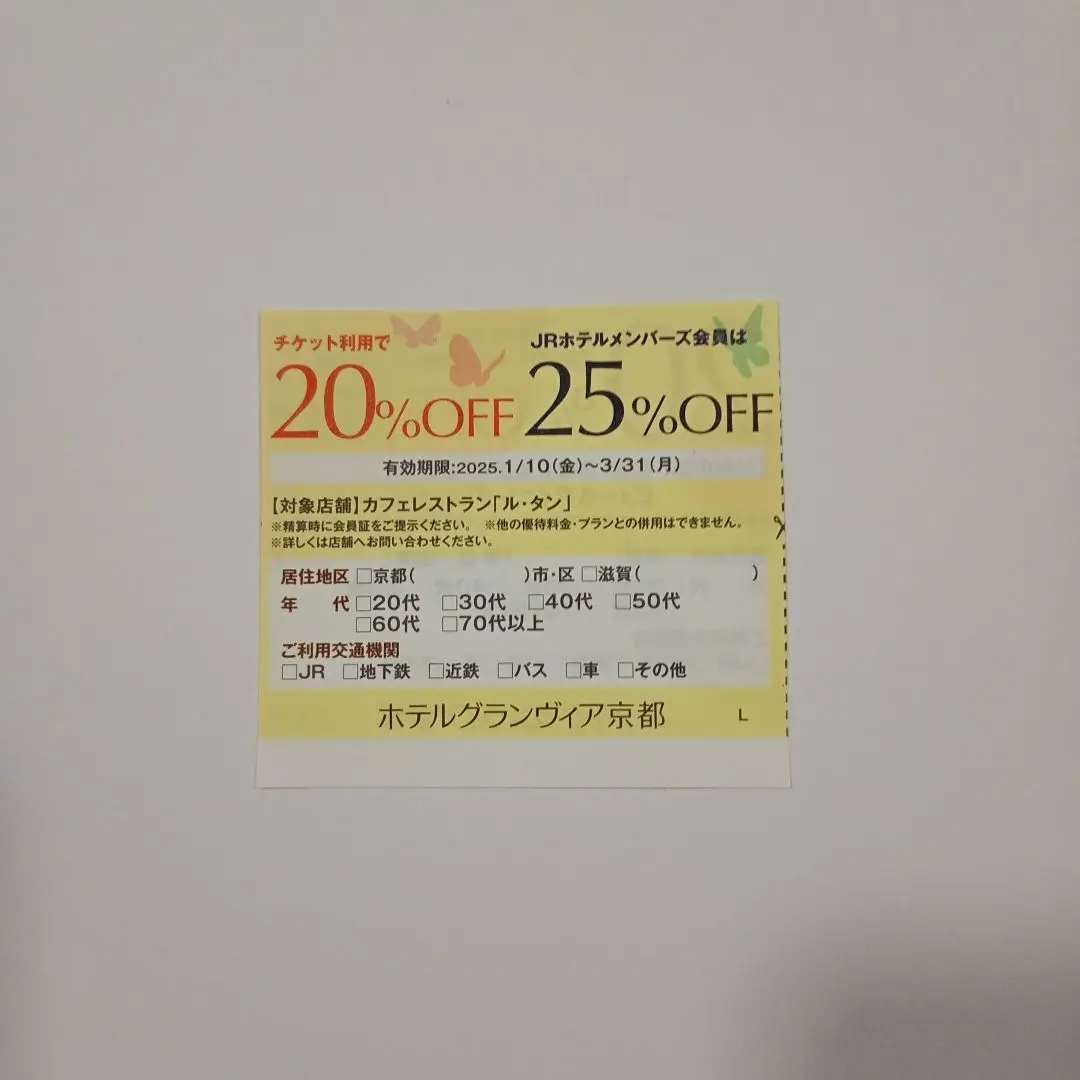 チケット利用で
20%OFF
JRホテルメンバーズ会員は
25%OFF
有効期限:2025.1/10(金)~3/31(月)
【対象店舗】カフェレストラン「ル・タン」
※精算時に会員証をご提示ください。 ※他の優待料金・プランとの併用はできません。
※詳しくは店舗へお問い合わせください。
居住地区 □京都( )市・区 □滋賀( )
年 代 □20代 □30代 □40代 □50代
□60代 □70代以上
ご利用交通機関
□JR □地下鉄 □近鉄 □バス □車 □その他
ホテルグランヴィア京都 L